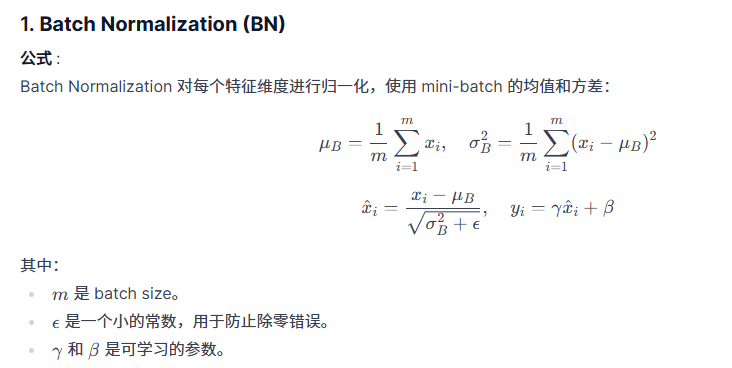 1. Batch Normalization (BN)
公式 :
Batch Normalization 对每个特征维度进行归一化，使用 mini-batch 的均值和方差：
$\mu_B = \frac{1}{m} \sum_{i=1}^{m} x_i, \quad \sigma_B^2 = \frac{1}{m} \sum_{i=1}^{m} (x_i - \mu_B)^2$
$\hat{x}_i = \frac{x_i - \mu_B}{\sqrt{\sigma_B^2 + \epsilon}}, \quad y_i = \gamma \hat{x}_i + \beta$
其中：
• $m$ 是 batch size。
• $\epsilon$ 是一个小的常数，用于防止除零错误。
• $\gamma$ 和 $\beta$ 是可学习的参数。